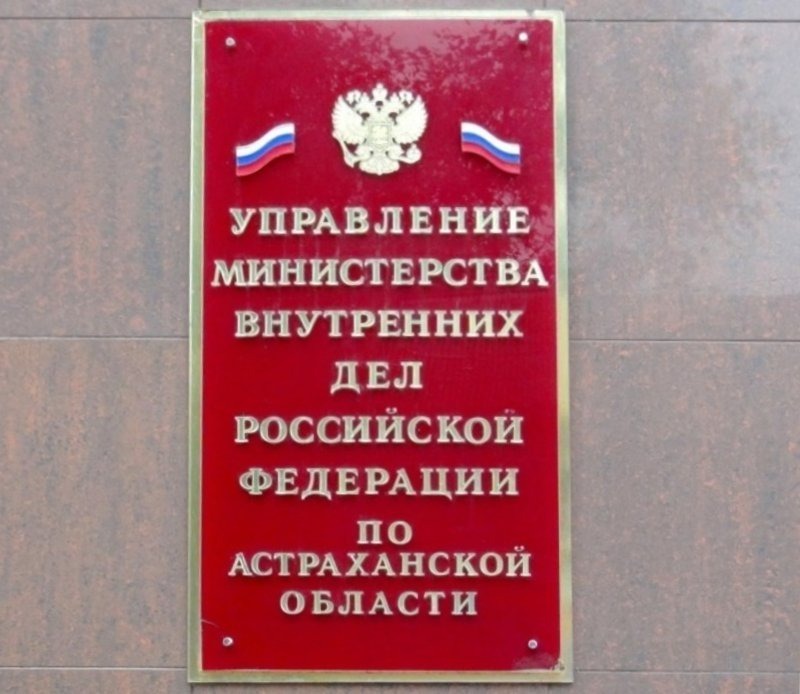 УПРАВЛЕНИЕ
МИНИСТЕРСТВА
ВНУТРЕННИХ
ДЕЛ
РОССИЙСКОЙ
ФЕДЕРАЦИИ
ПО
АСТРАХАНСКОЙ
ОБЛАСТИ